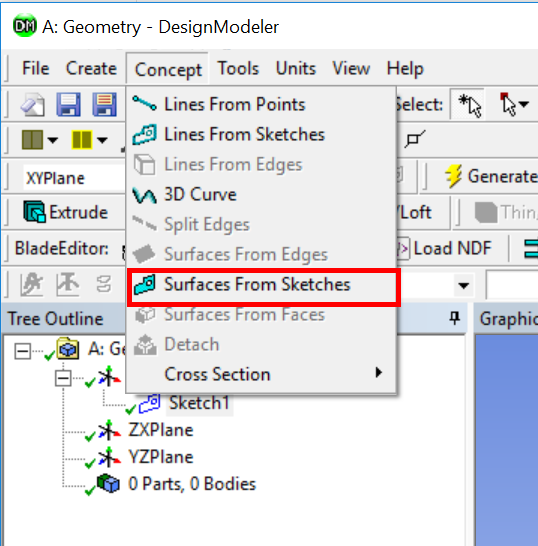 DM A: Geometry - DesignModeler
File Create Concept Tools Units View Help
Lines From Points
Select:
Lines From Sketches
Lines From Edges
XYPlane
Generate
3D Curve
Extrude
/Loft
Thin/
Split Edges
BladeEditor:
Surfaces From Edges
Load NDF
Surfaces From Sketches
Tree Outline
Surfaces From Faces
Graphic
A: Ge
Detach
Cross Section
Sketch1
ZXPlane
YZPlane
0 Parts, 0 Bodies